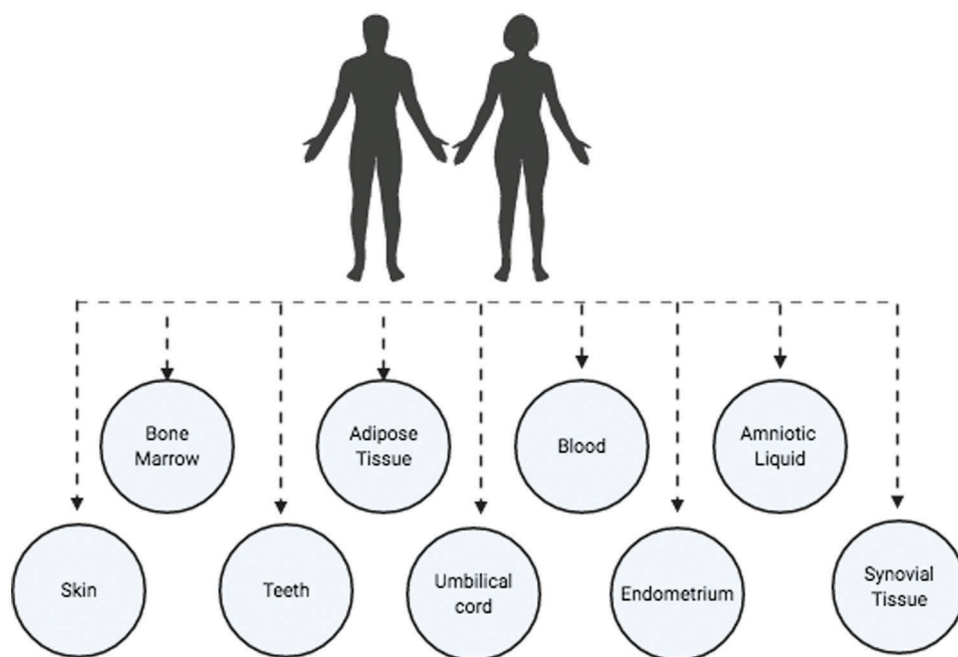 Bone
Marrow
Adipose
Tissue
Blood
Amniotic
Liquid
Skin
Teeth
Umbilical
cord
Endometrium
Synovial
Tissue